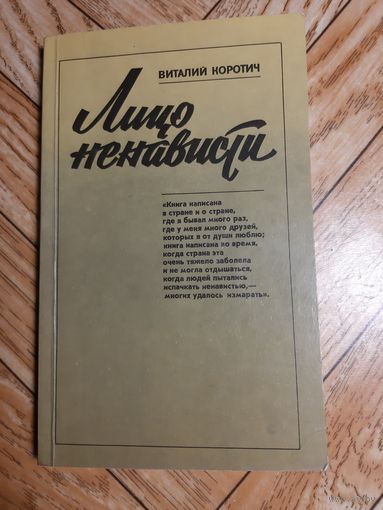 ВИТАЛИЙ КОРОТИЧ
Лицо
ненависти
«Книга написана
в стране и о стране,
где я бывал много раз,
где у меня много друзей,
которых я от души люблю;
книга написана во время,
когда страна эта
очень тяжело заболела
и не могла отдышаться,
когда людей пытались
испачкать ненавистью,—
многих удалось измарать».